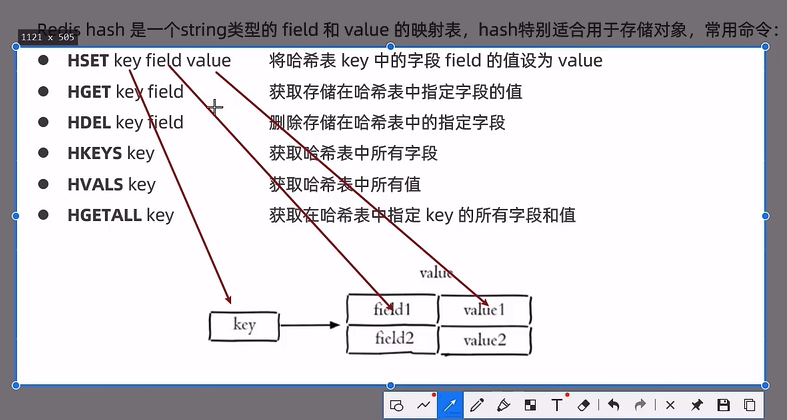 Redis hash 是一个string类型的 field 和 value 的映射表，hash特别适合用于存储对象，常用命令：
1121 x 505
HSET key field value 将哈希表 key 中的字段 field 的值设为 value
HGET key field 获取存储在哈希表中指定字段的值
HDEL key field 删除存储在哈希表中的指定字段
HKEYS key 获取哈希表中所有字段
HVALS key 获取哈希表中所有值
HGETALL key 获取在哈希表中指定 key 的所有字段和值
value
field1 value1
key
field2 value2
T